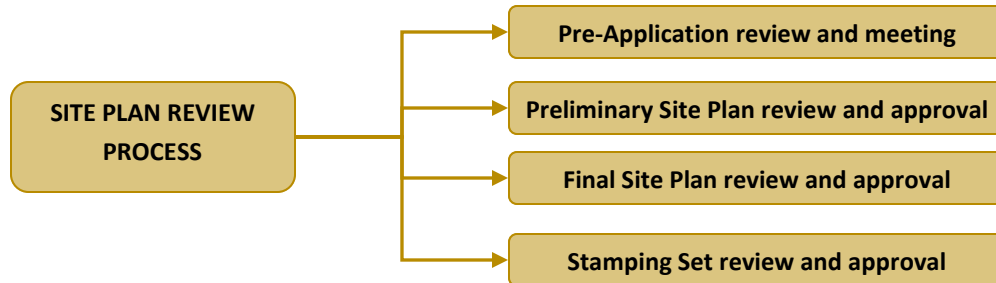 SITE PLAN REVIEW
PROCESS
Pre-Application review and meeting
Preliminary Site Plan review and approval
Final Site Plan review and approval
Stamping Set review and approval